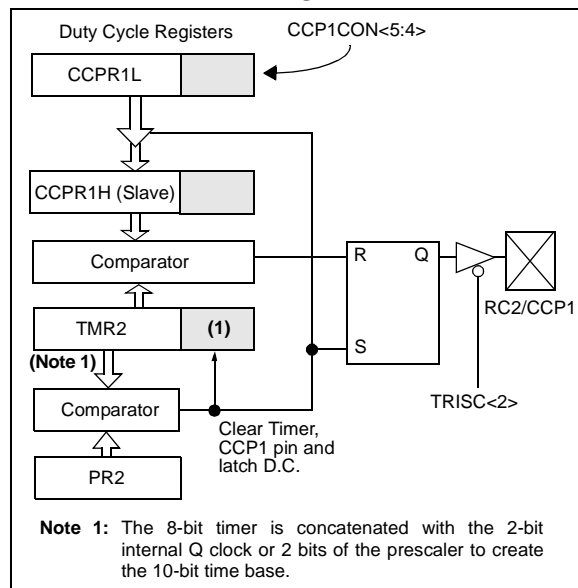 Duty Cycle Registers
CCP1CON<5:4>
CCPR1L
CCPR1H (Slave)
Comparator
R Q
RC2/CCP1
TMR2 (1)
(Note 1)
S
Comparator
TRISC<2>
Clear Timer,
CCP1 pin and
latch D.C.
PR2
Note 1: The 8-bit timer is concatenated with the 2-bit
internal Q clock or 2 bits of the prescaler to create
the 10-bit time base.